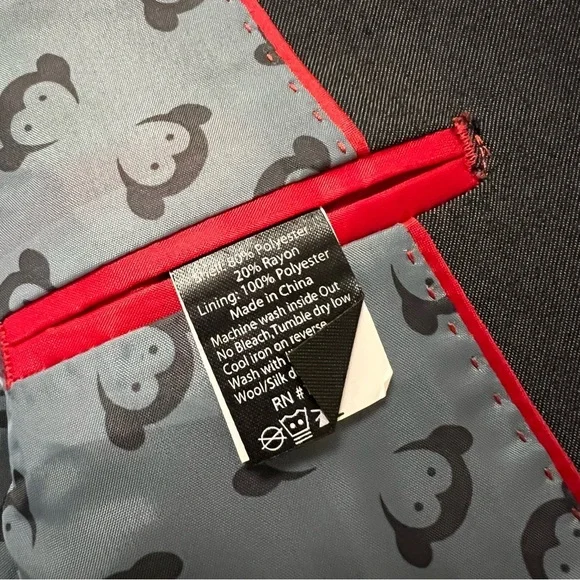 Shell: 80% Polyester
20% Rayon
Lining: 100% Polyester
Made in China
Machine wash inside Out
No Bleach,Tumble dry low
Cool iron on reverse
Wash with
Wool/Silk
RN #